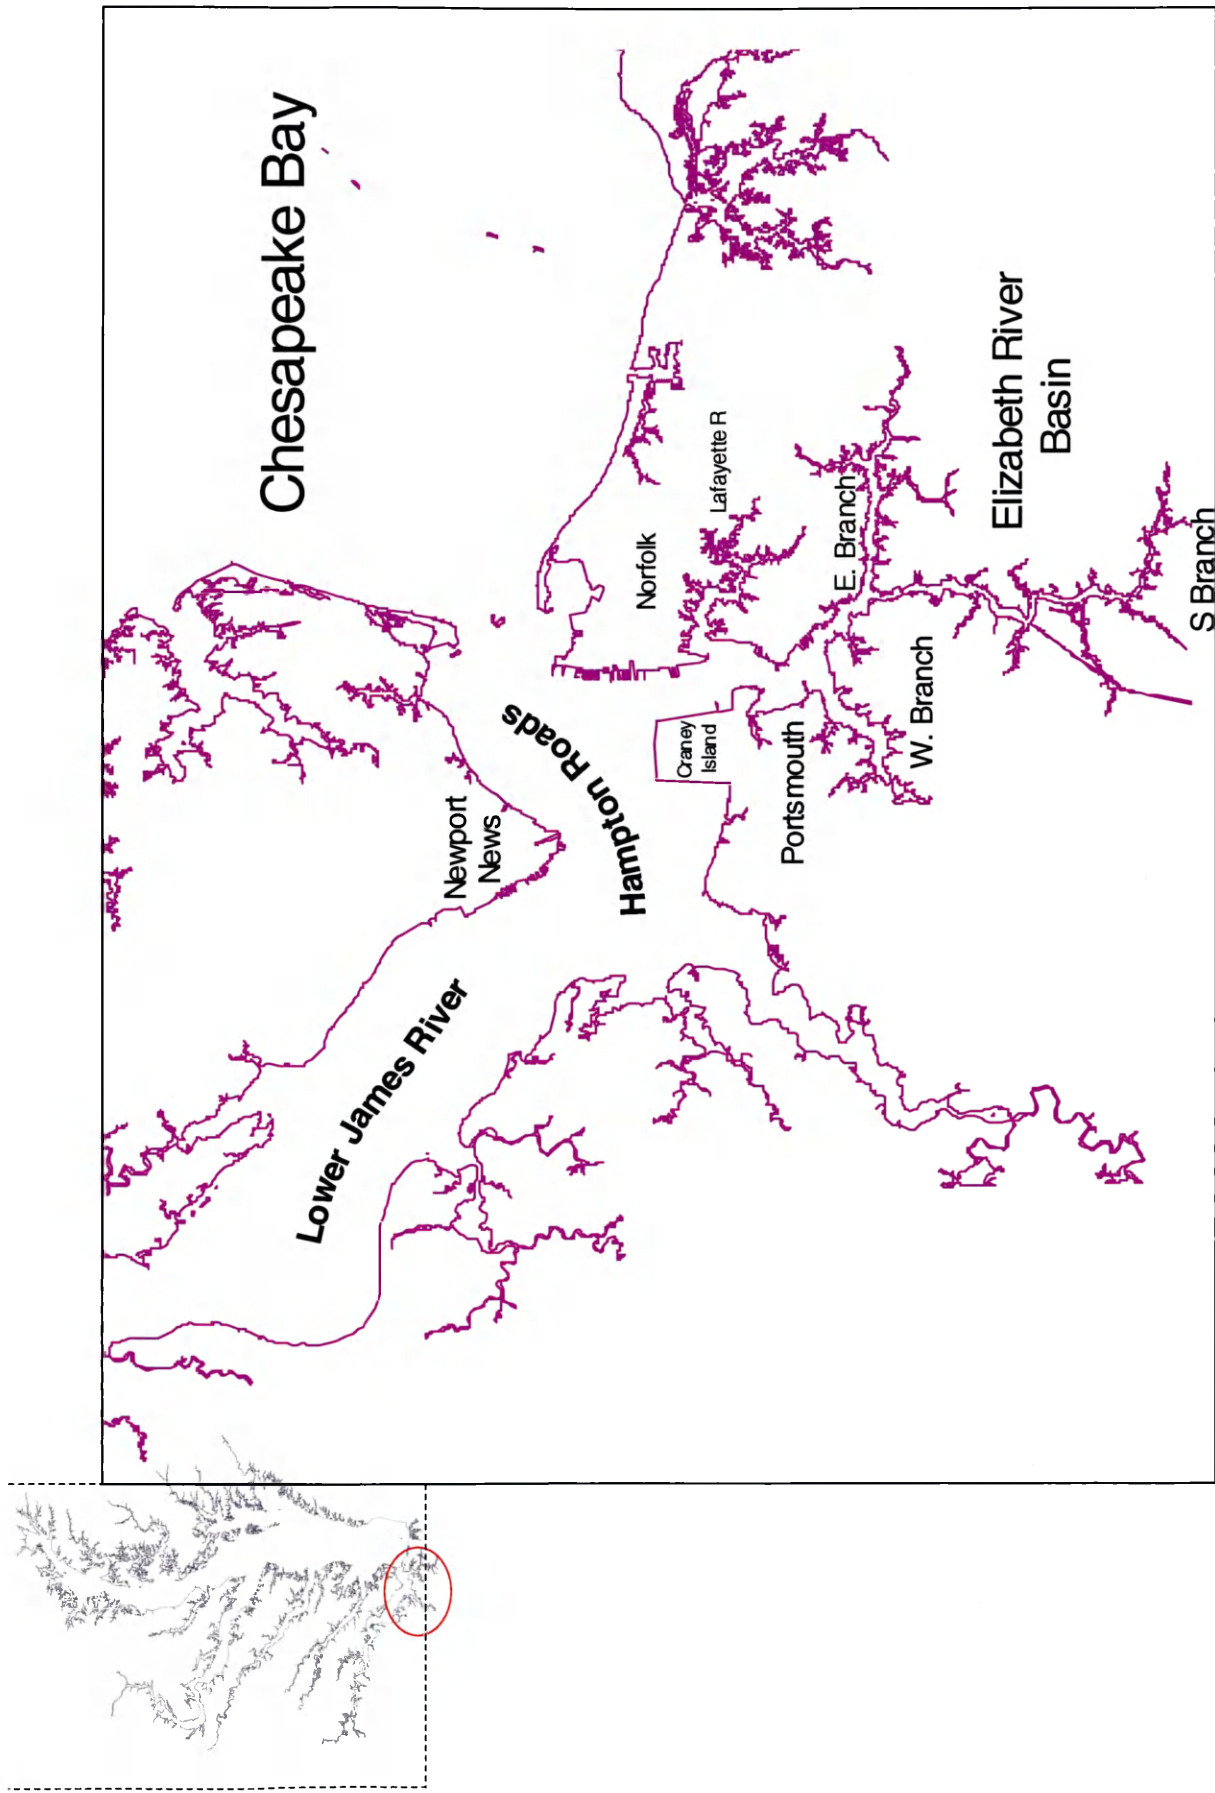 Chesapeake Bay
Lower James River
Newport
News
Hampton Roads
Norfolk
Craney
Island
Lafayette R
Portsmouth
E. Branch
W. Branch
Elizabeth River
Basin
S Branch